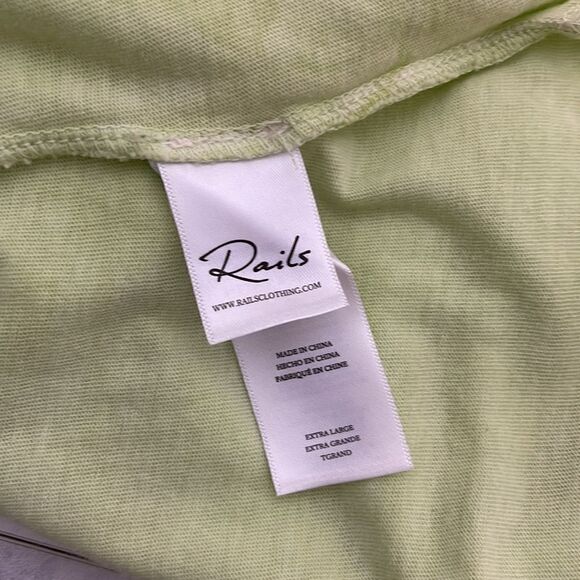 Rails
WWW.RAILSCLOTHING.COM
MADE IN CHINA
HECHO EN CHINA
FABRIQUÉ EN CHINE
EXTRA LARGE
EXTRA GRANDE
TGRAND